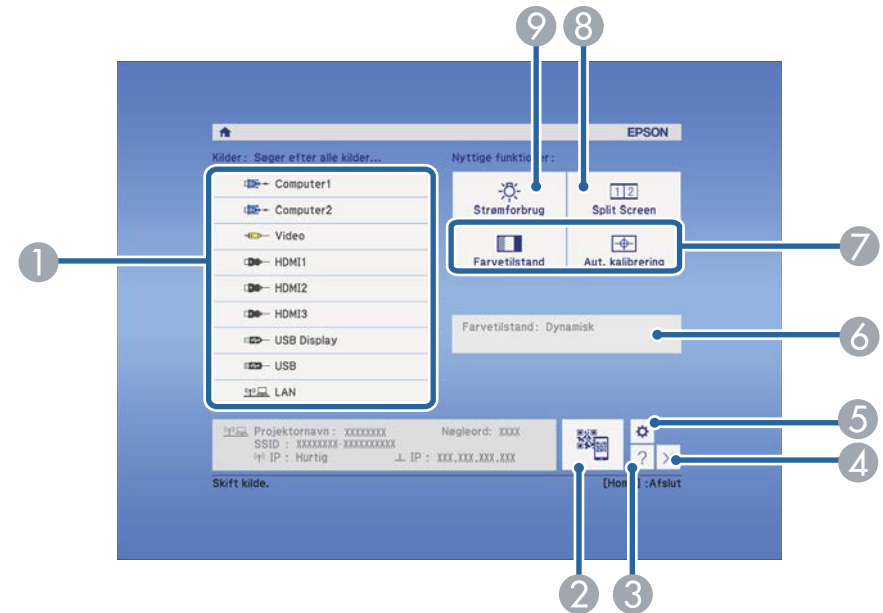 9 8
EPSON
Kilder: Søger efter alle kilder...
Nyttige funktioner:
Computer1
Computer2
Video
HDMI1
HDMI2
HDMI3
USB Display
USB
LAN
1
Strømforbrug
Split Screen
1 2
Farvetilstand
Aut. kalibrering
7
Farvetilstand: Dynamisk
6
Projektornavn: XXXXXXXX
Nøgleord: XXXX
SSID : XXXXXXXX-XXXXXXXXXX
IP : Hurtig
IP : XXX.XXX.XXX.XXX
5
?
>
4
Skift kilde.
[Home] :Afslut
2 3